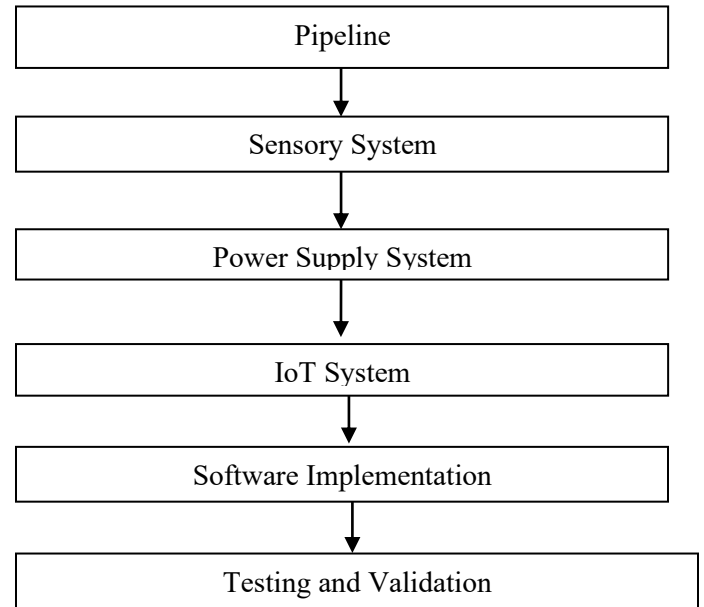 Pipeline
Sensory System
Power Supply System
IoT System
Software Implementation
Testing and Validation